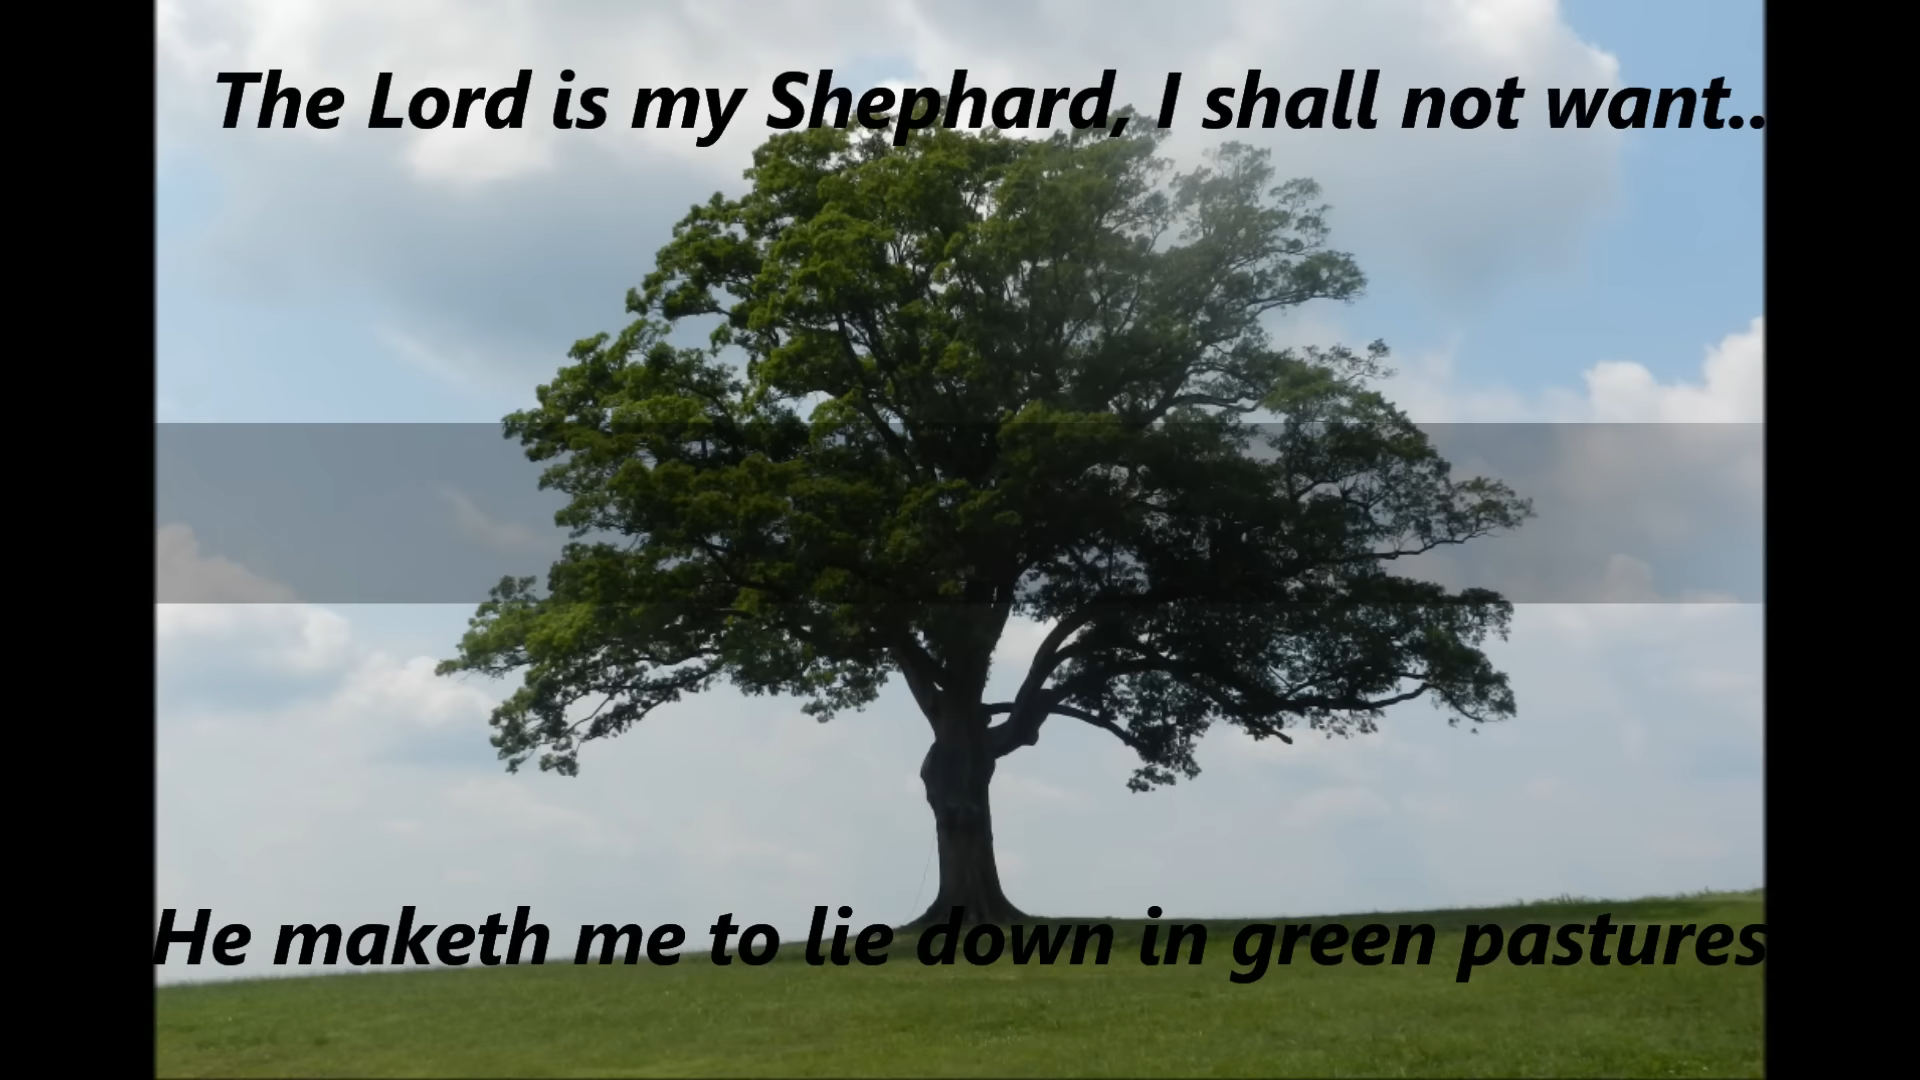 The Lord is my Shephard, I shall not want..
He maketh me to lie down in green pastures